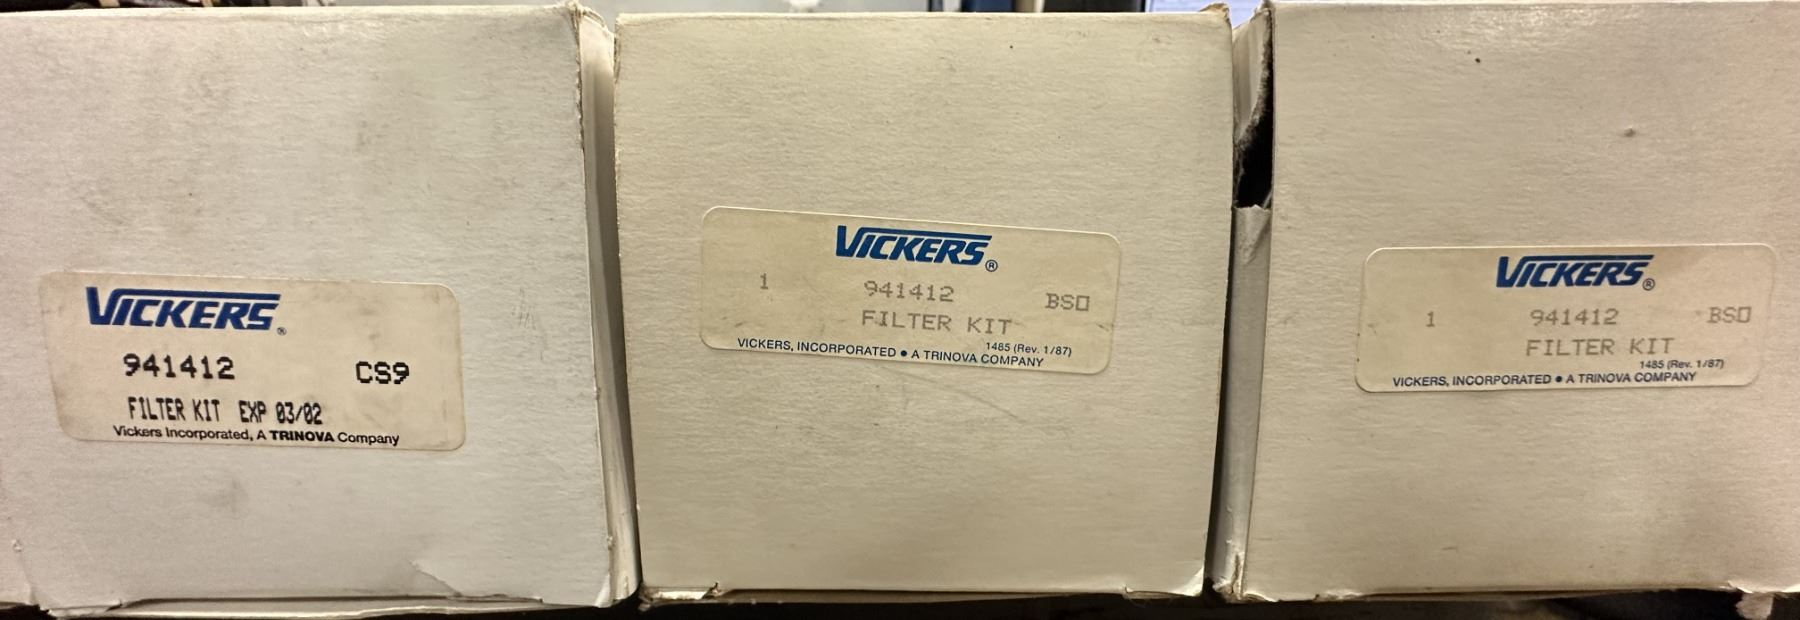 VICKERS®
941412 CS9
FILTER KIT EXP 03/02
Vickers Incorporated, A TRINOVA Company
VICKERS®
1 941412 BS0
FILTER KIT
1485 (Rev. 1/87)
VICKERS, INCORPORATED ● A TRINOVA COMPANY
VICKERS®
1 941412 BS0
FILTER KIT
1485 (Rev. 1/87)
VICKERS, INCORPORATED ● A TRINOVA COMPANY